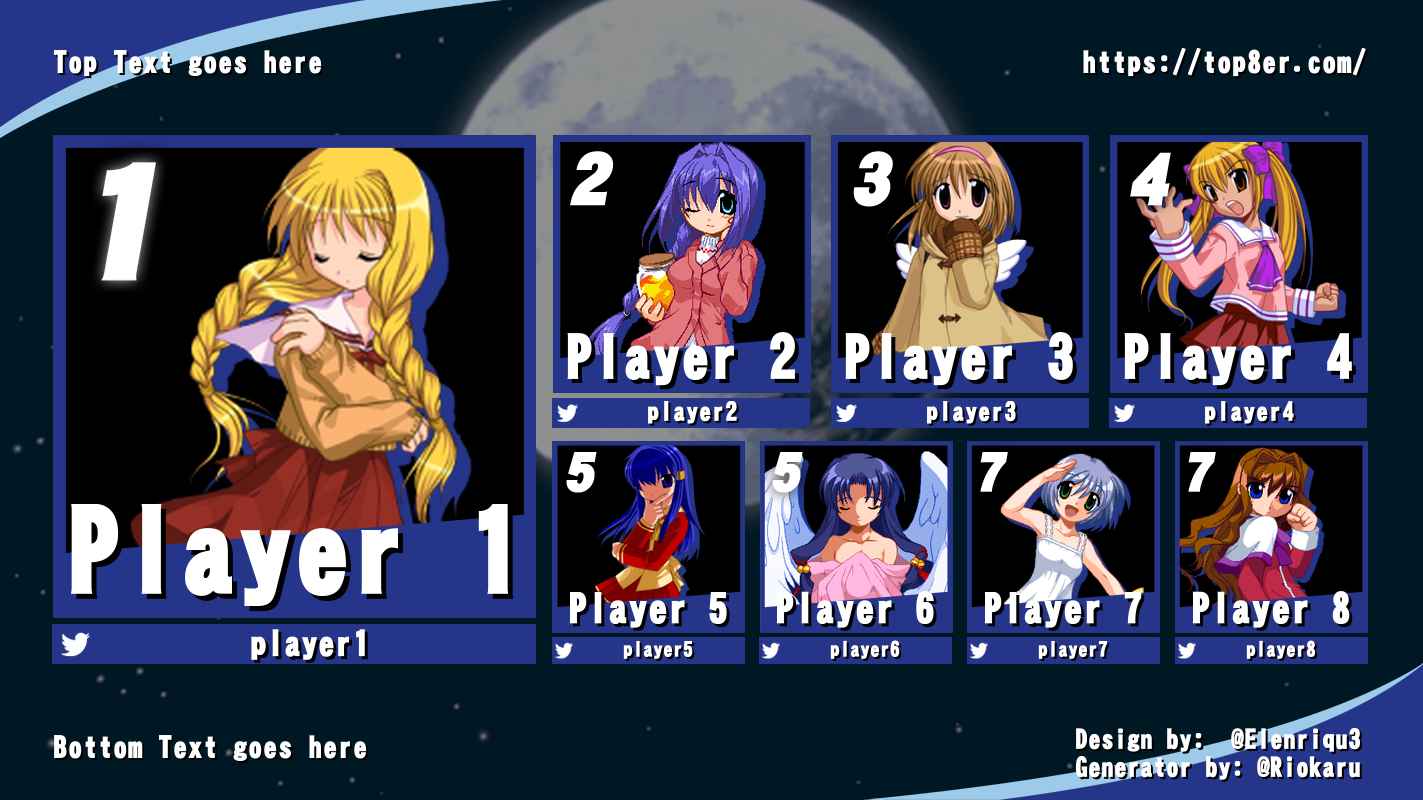 Top Text goes here
https://top8er.com/
1
Player 1
player1
2
Player 2
player2
3
Player 3
player3
4
Player 4
player4
5
Player 5
player5
5
Player 6
player6
7
P1ayer 7
player7
7
Player 8
player8
Bottom Text goes here
Design by: @Elenriqu3
Generator by: @Riokaru